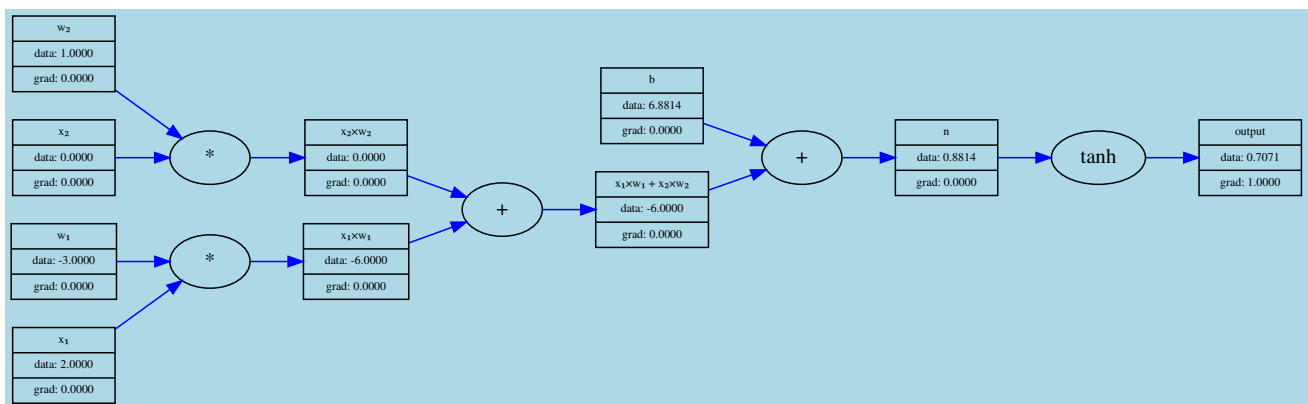 w₂
data: 1.0000
grad: 0.0000
x₂
data: 0.0000
grad: 0.0000
w₁
data: -3.0000
grad: 0.0000
x₁
data: 2.0000
grad: 0.0000
*
*
x₂×w₂
data: 0.0000
grad: 0.0000
x₁×w₁
data: -6.0000
grad: 0.0000
+
b
data: 6.8814
grad: 0.0000
x₁×w₁ + x₂×w₂
data: -6.0000
grad: 0.0000
+
n
data: 0.8814
grad: 0.0000
tanh
output
data: 0.7071
grad: 1.0000